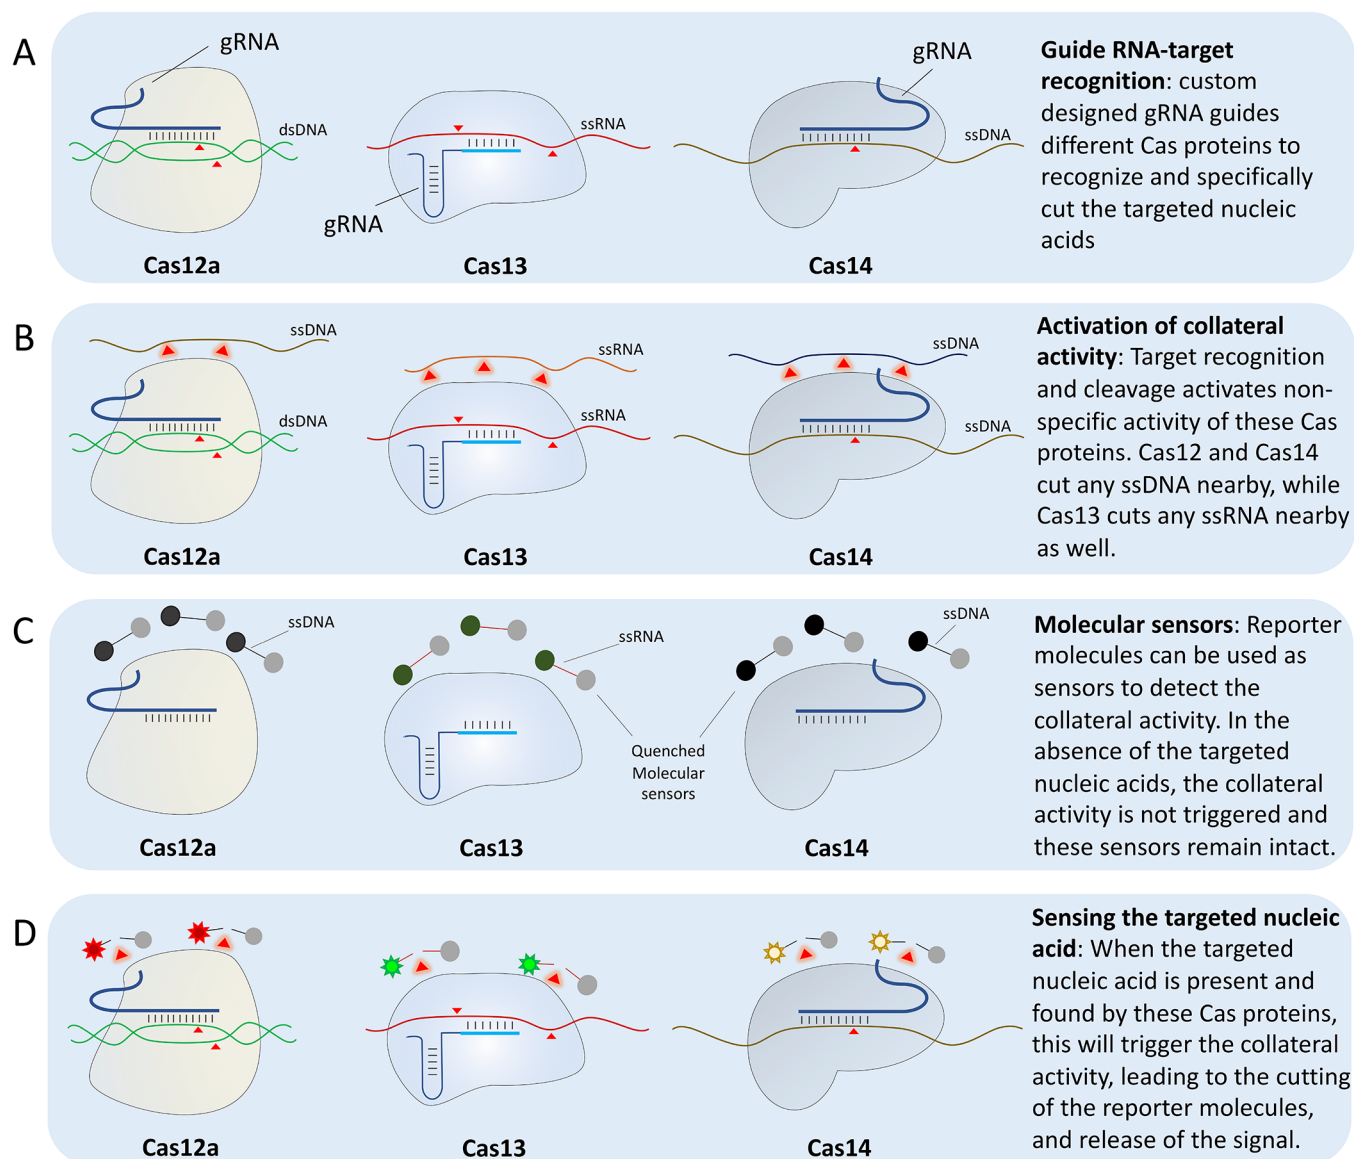 A
gRNA
dsDNA
Cas12a
ssRNA
gRNA
Cas13
gRNA
ssDNA
Cas14
Guide RNA-target
recognition: custom
designed gRNA guides
different Cas proteins to
recognize and specifically
cut the targeted nucleic
acids
B
ssDNA
dsDNA
Cas12a
ssRNA
ssRNA
Cas13
ssDNA
ssDNA
Cas14
Activation of collateral
activity: Target recognition
and cleavage activates non-
specific activity of these Cas
proteins. Cas12 and Cas14
cut any ssDNA nearby, while
Cas13 cuts any ssRNA nearby
as well.
C
ssDNA
Cas12a
ssRNA
Cas13
Quenched
Molecular
sensors
ssDNA
Cas14
Molecular sensors: Reporter
molecules can be used as
sensors to detect the
collateral activity. In the
absence of the targeted
nucleic acids, the collateral
activity is not triggered and
these sensors remain intact.
D
Cas12a
Cas13
Cas14
Sensing the targeted nucleic
acid: When the targeted
nucleic acid is present and
found by these Cas proteins,
this will trigger the collateral
activity, leading to the cutting
of the reporter molecules,
and release of the signal.